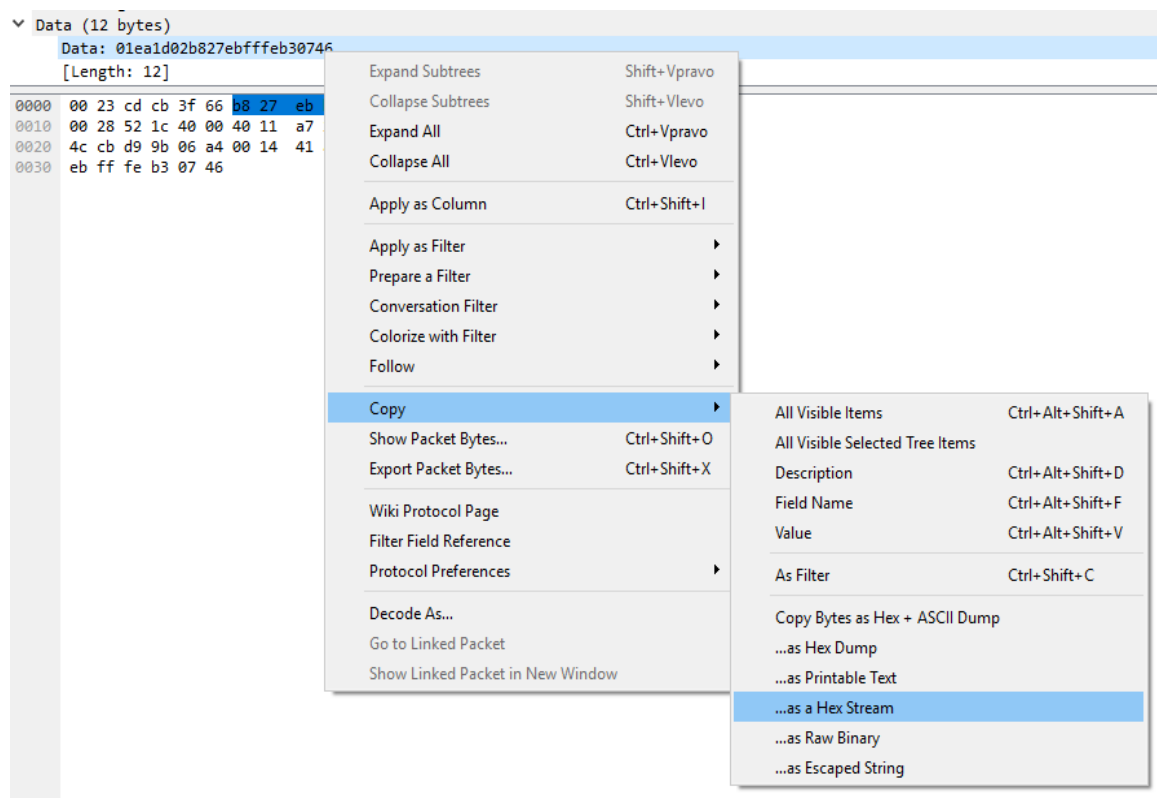 Data (12 bytes)
Data: 01ea1d02b827ebfffeb30746
[Length: 12]
0000 00 23 cd cb 3f 66 b8 27 eb
0010 00 28 52 1c 40 00 40 11 a7
0020 4c cb d9 9b 06 a4 00 14 41
0030 eb ff fe b3 07 46
Expand Subtrees Shift+Vpravo
Collapse Subtrees Shift+Vlevo
Expand All Ctrl+Vpravo
Collapse All Ctrl+Vlevo
Apply as Column Ctrl+Shift+I
Apply as Filter
Prepare a Filter
Conversation Filter
Colorize with Filter
Follow
Copy
Show Packet Bytes... Ctrl+Shift+O
Export Packet Bytes... Ctrl+Shift+X
Wiki Protocol Page
Filter Field Reference
Protocol Preferences
Decode As...
Go to Linked Packet
Show Linked Packet in New Window
All Visible Items Ctrl+Alt+Shift+A
All Visible Selected Tree Items
Description Ctrl+Alt+Shift+D
Field Name Ctrl+Alt+Shift+F
Value Ctrl+Alt+Shift+V
As Filter Ctrl+Shift+C
Copy Bytes as Hex + ASCII Dump
...as Hex Dump
...as Printable Text
...as a Hex Stream
...as Raw Binary
...as Escaped String